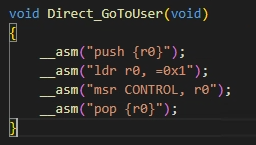 void Direct_GoToUser(void)
{
    __asm("push {r0}");
    __asm("ldr r0, =0x1");
    __asm("msr CONTROL, r0");
    __asm("pop {r0}");
}